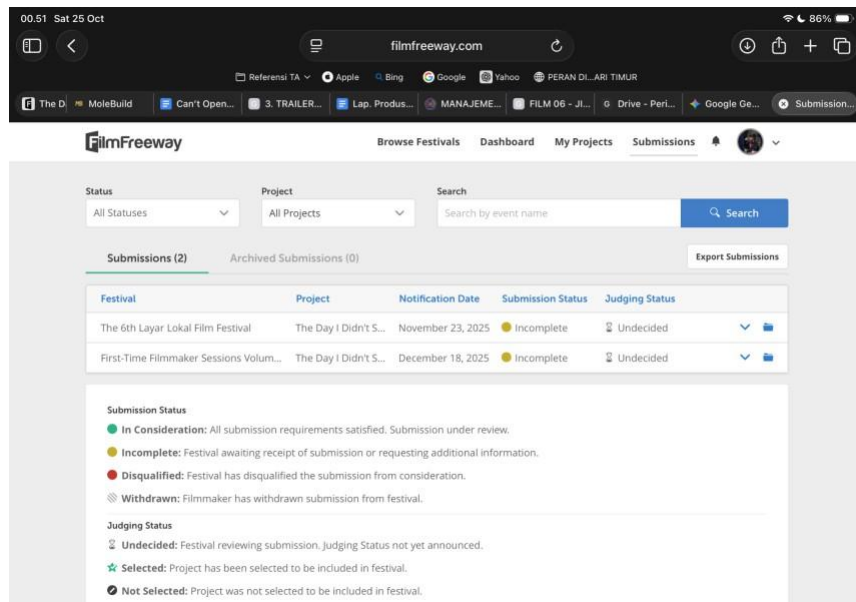 00.51 Sat 25 Oct
86%
filmfreeway.com
Referensi TA Apple Bing Google Yahoo PERAN DI...ARI TIMUR
The D MoleBuild Can't Open... 3. TRAILER... Lap. Produs... MANAJEME... FILM 06 - JI... Drive - Peri... Google Ge... Submission...
FilmFreeway Browse Festivals Dashboard My Projects Submissions
Status Project Search
All Statuses All Projects Search by event name Search
Submissions (2) Archived Submissions (0) Export Submissions
Festival Project Notification Date Submission Status Judging Status
The 6th Layar Lokal Film Festival The Day I Didn't S... November 23, 2025 Incomplete Undecided
First-Time Filmmaker Sessions Volum... The Day I Didn't S... December 18, 2025 Incomplete Undecided
Submission Status
In Consideration: All submission requirements satisfied. Submission under review.
Incomplete: Festival awaiting receipt of submission or requesting additional information.
Disqualified: Festival has disqualified the submission from consideration.
Withdrawn: Filmmaker has withdrawn submission from festival.
Judging Status
Undecided: Festival reviewing submission. Judging Status not yet announced.
Selected: Project has been selected to be included in festival.
Not Selected: Project was not selected to be included in festival.